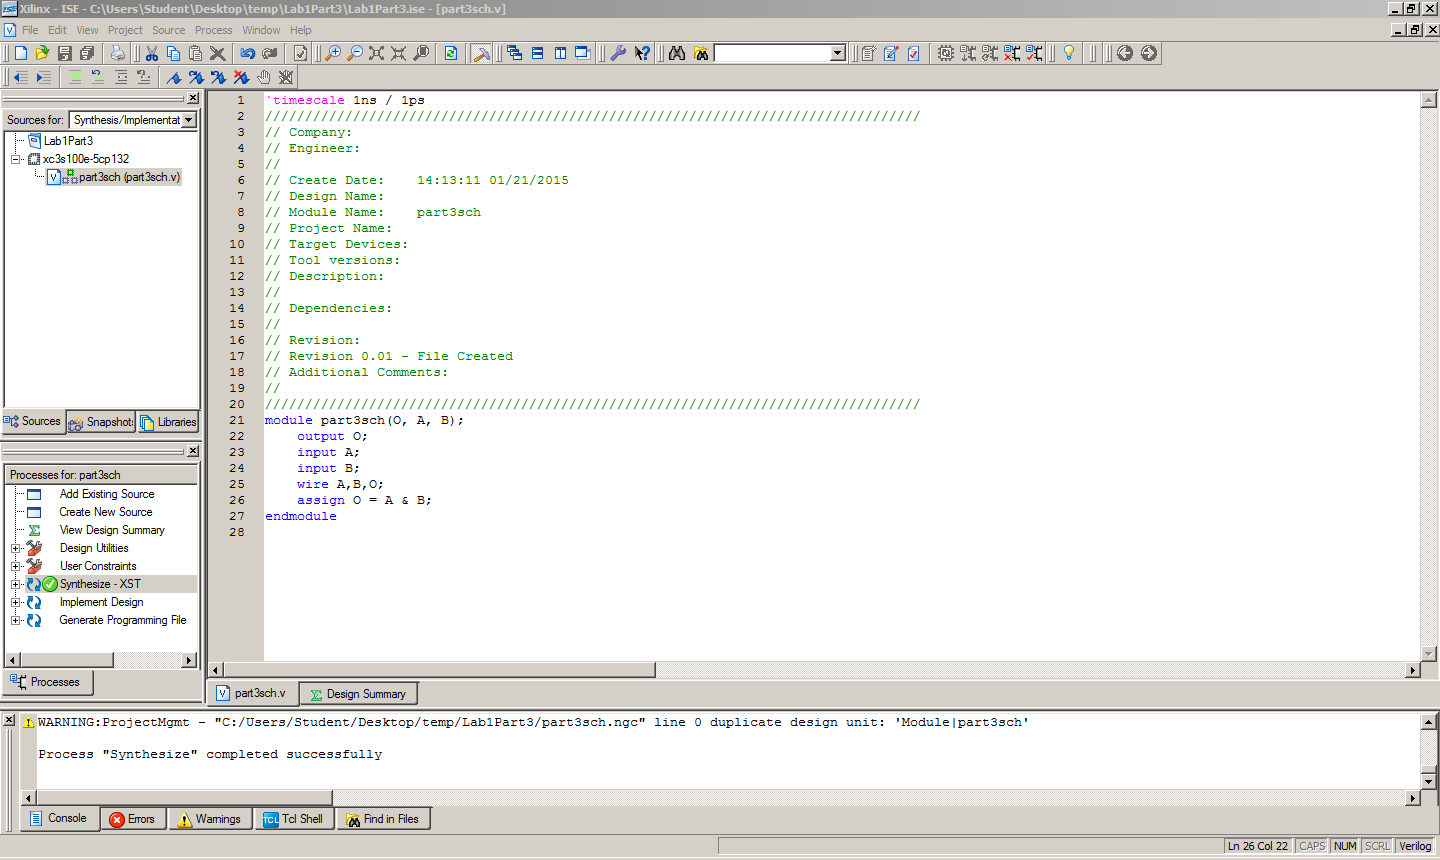 Xilinx - ISE - C:\Users\Student\Desktop\temp\Lab1Part3\Lab1Part3.ise - [part3sch.v]
File Edit View Project Source Process Window Help
Sources for: Synthesis/Implementat
Lab1Part3
xc3s100e-5cp132
part3sch (part3sch.v)
Sources Snapshots Libraries
Processes for: part3sch
Add Existing Source
Create New Source
View Design Summary
Design Utilities
User Constraints
Synthesize - XST
Implement Design
Generate Programming File
Processes
1 `timescale 1ns / 1ps
2 //////////////////////////////////////////////////////////////////////////////////
3 // Company:
4 // Engineer:
5 //
6 // Create Date:    14:13:11 01/21/2015
7 // Design Name:
8 // Module Name:    part3sch
9 // Project Name:
10 // Target Devices:
11 // Tool versions:
12 // Description:
13 //
14 // Dependencies:
15 //
16 // Revision:
17 // Revision 0.01 - File Created
18 // Additional Comments:
19 //
20 //////////////////////////////////////////////////////////////////////////////////
21 module part3sch(O, A, B);
22     output O;
23     input A;
24     input B;
25     wire A,B,O;
26     assign O = A & B;
27 endmodule
28
part3sch.v Design Summary
WARNING:ProjectMgmt - "C:/Users/Student/Desktop/temp/Lab1Part3/part3sch.ngc" line 0 duplicate design unit: 'Module|part3sch'
Process "Synthesize" completed successfully
Console Errors Warnings TCL Tcl Shell Find in Files
Ln 26 Col 22 CAPS NUM SCRL Verilog